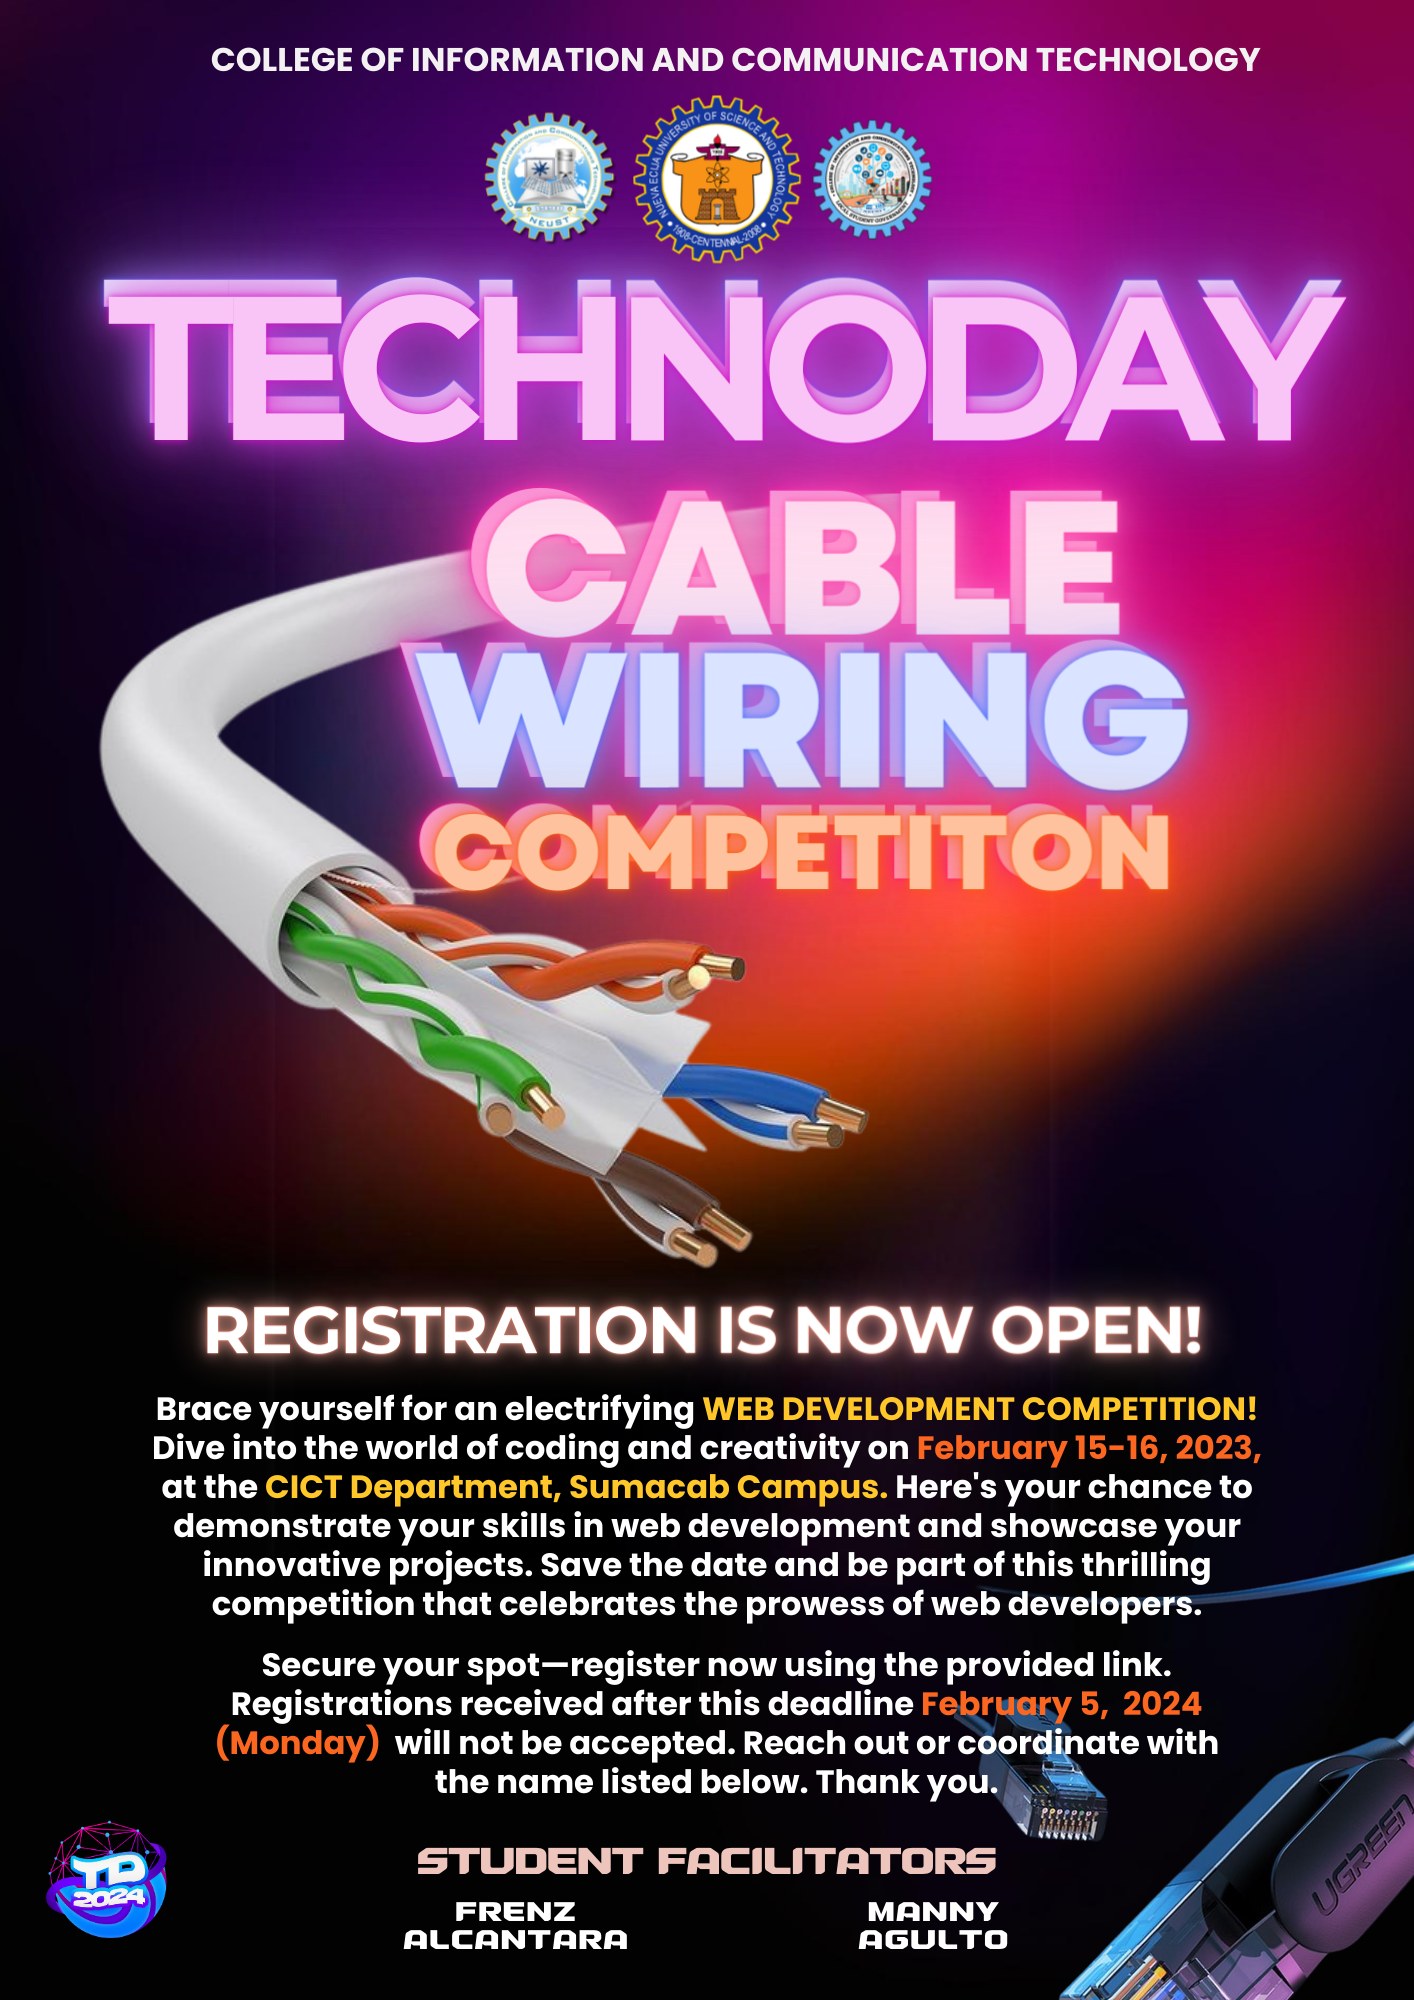 COLLEGE OF INFORMATION AND COMMUNICATION TECHNOLOGY
NEUST
NUEVA ECIJA UNIVERSITY OF SCIENCE AND TECHNOLOGY
1908-CENTENNIAL-2008
TECHNODAY
CABLE
WIRING
COMPETITON
REGISTRATION IS NOW OPEN!
Brace yourself for an electrifying WEB DEVELOPMENT COMPETITION!
Dive into the world of coding and creativity on February 15-16, 2023,
at the CICT Department, Sumacab Campus. Here's your chance to
demonstrate your skills in web development and showcase your
innovative projects. Save the date and be part of this thrilling
competition that celebrates the prowess of web developers.
Secure your spot—register now using the provided link.
Registrations received after this deadline February 5, 2024
(Monday) will not be accepted. Reach out or coordinate with
the name listed below. Thank you.
TD
2024
STUDENT FACILITATORS
FRENZ
ALCANTARA
MANNY
AGULTO
UGREEN